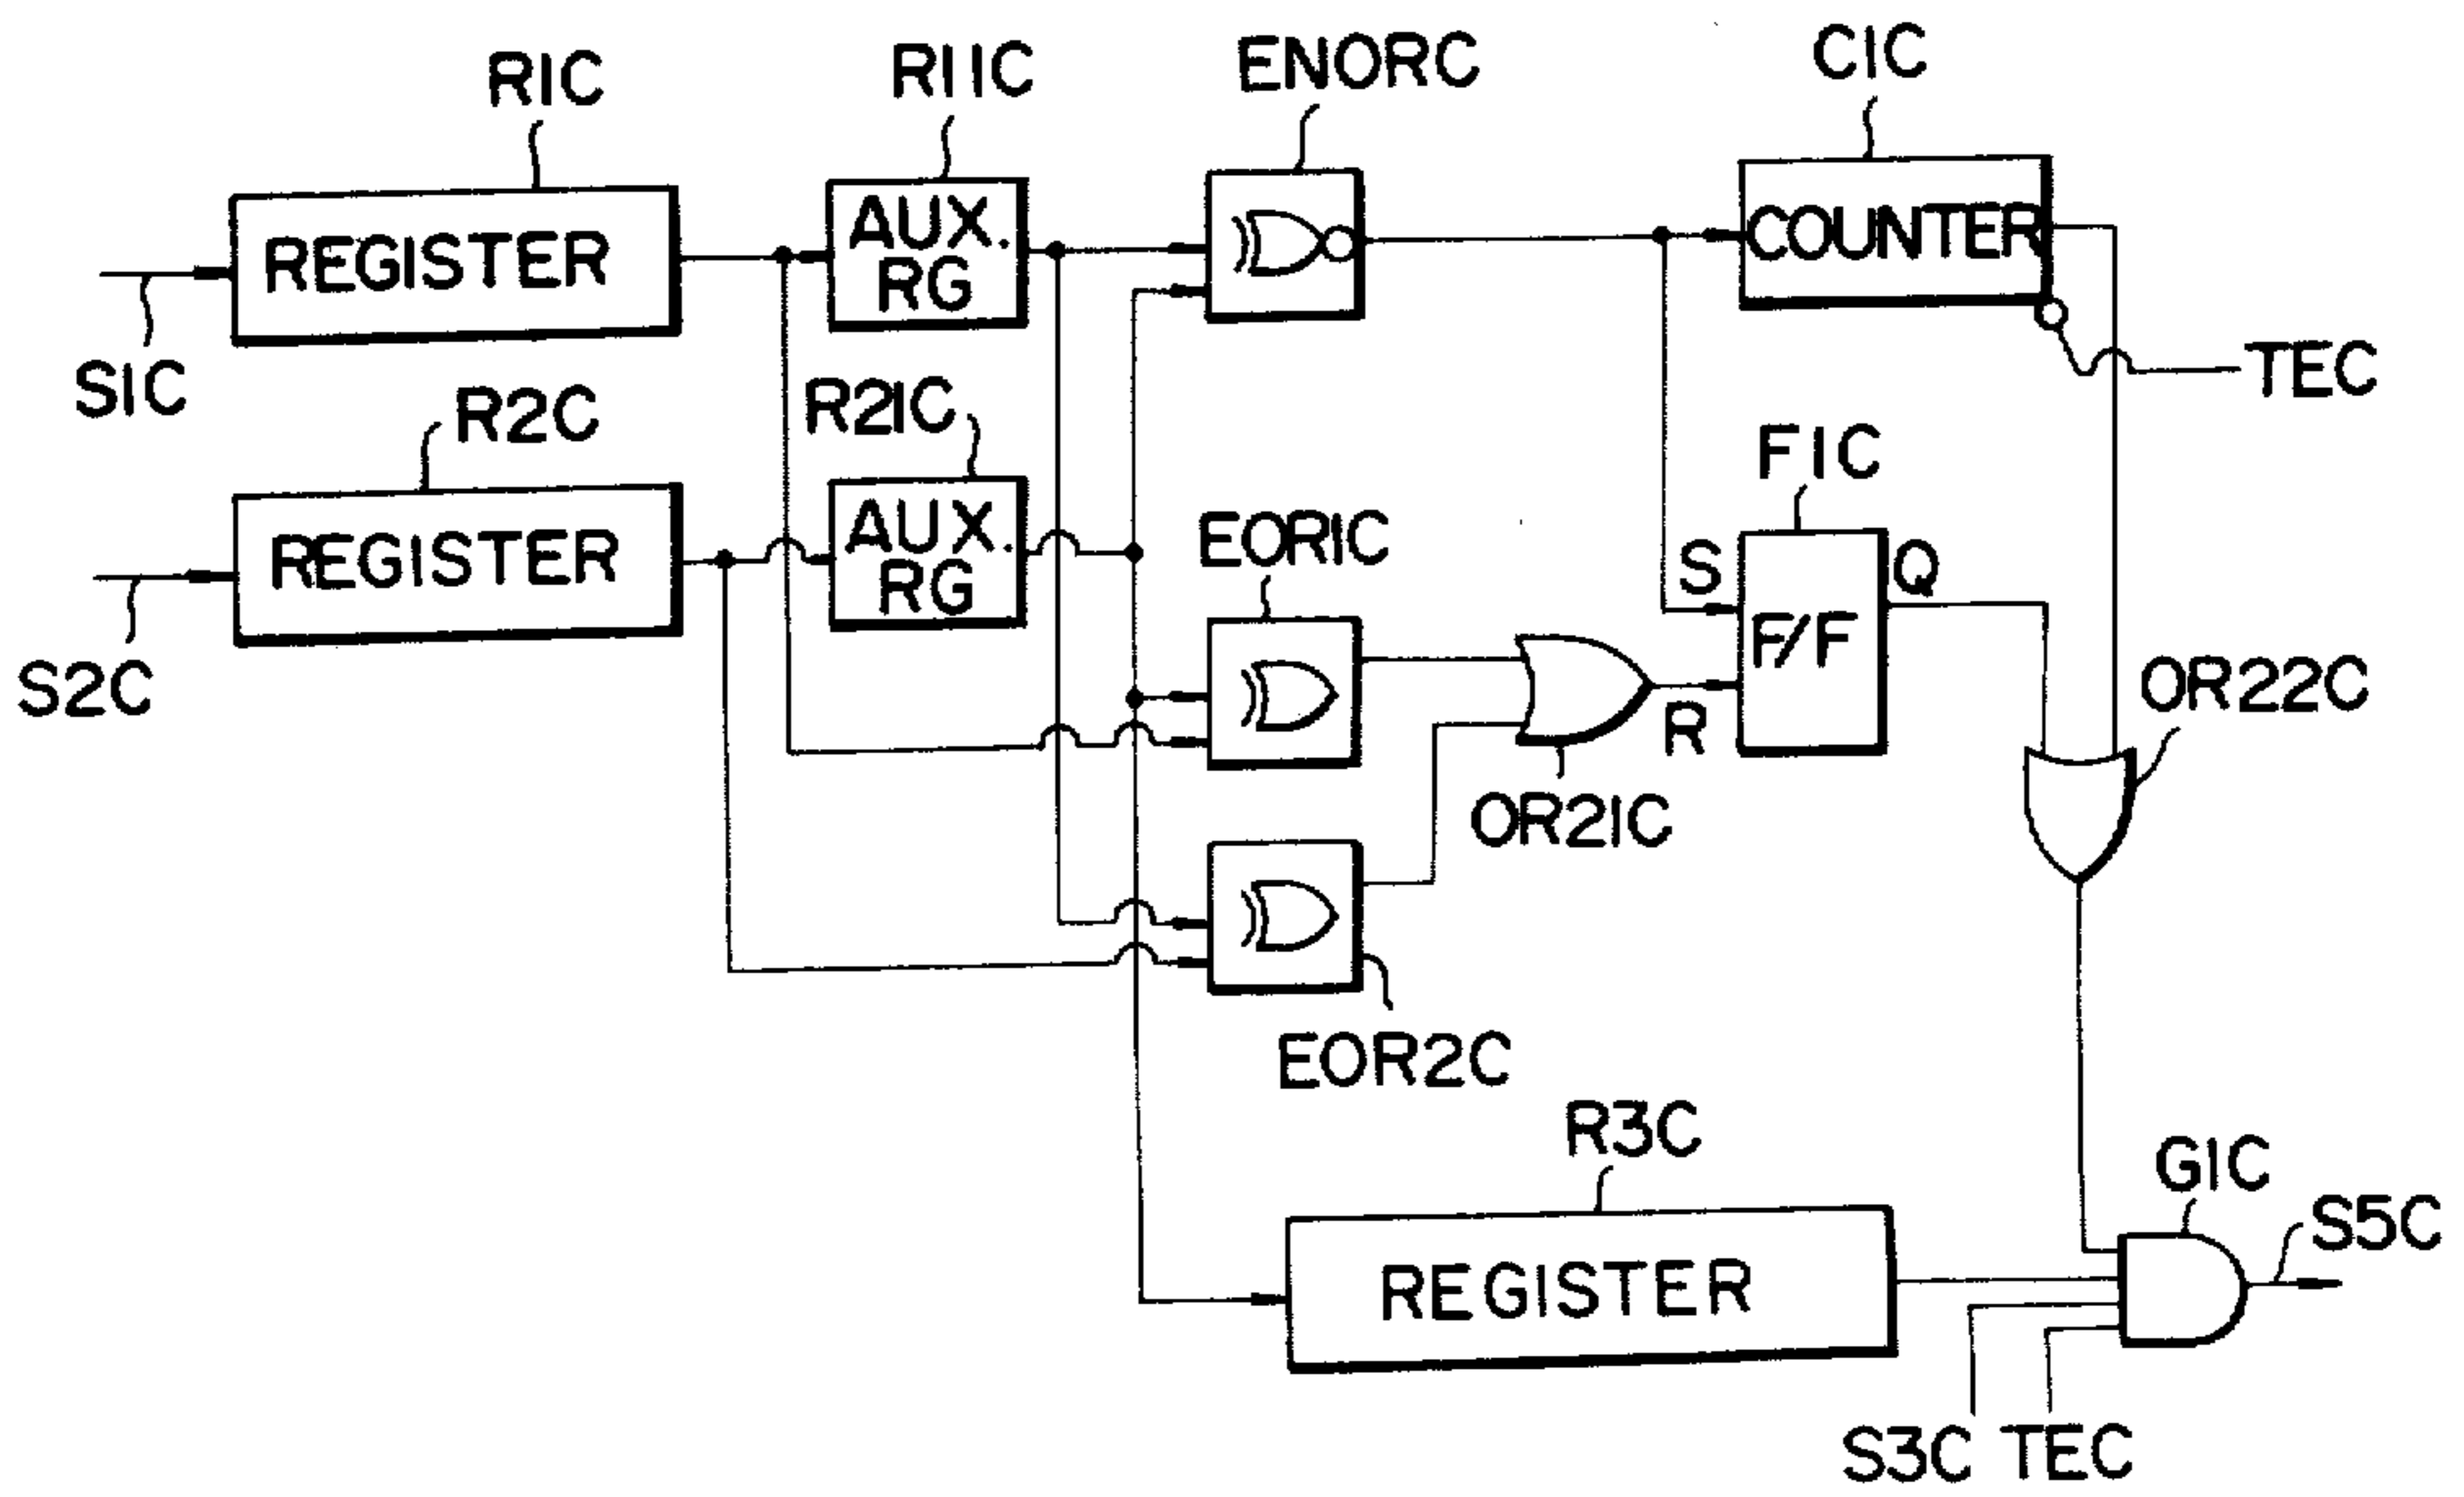 R1C
R11C
ENORC
C1C
REGISTER
AUX.
RG
COUNTER
S1C
TEC
R2C
R21C
F1C
REGISTER
AUX.
RG
EOR1C
S
Q
F/F
S2C
R
OR22C
OR21C
EOR2C
R3C
G1C
S5C
REGISTER
S3C
TEC